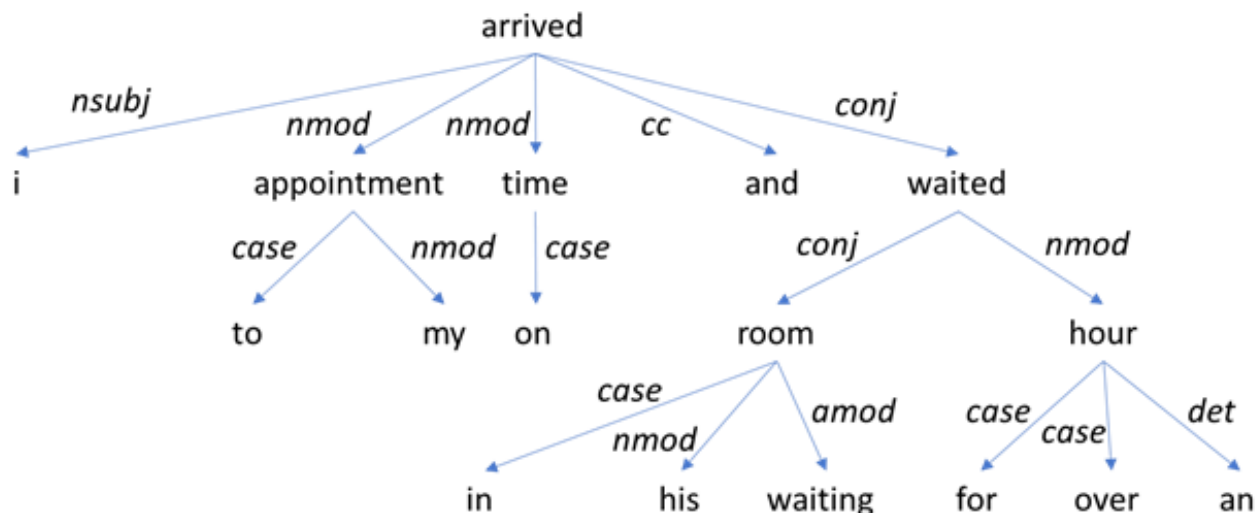 arrived
nsubj nmod nmod cc conj
i appointment time and waited
case nmod case conj nmod
to my on room hour
case nmod amod case case det
in his waiting for over an